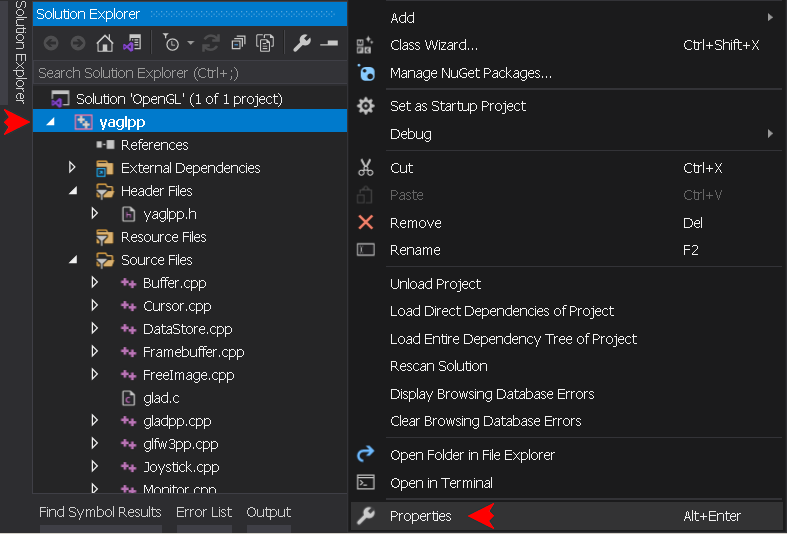 Solution Explorer
Solution Explorer
Search Solution Explorer (Ctrl+;)
Solution 'OpenGL' (1 of 1 project)
yaglpp
References
External Dependencies
Header Files
yaglpp.h
Resource Files
Source Files
Buffer.cpp
Cursor.cpp
DataStore.cpp
Framebuffer.cpp
FreeImage.cpp
glad.c
gladpp.cpp
glfw3pp.cpp
Joystick.cpp
Monitor.cpp
Find Symbol Results Error List Output
Add
Class Wizard... Ctrl+Shift+X
Manage NuGet Packages...
Set as Startup Project
Debug
Cut Ctrl+X
Paste Ctrl+V
Remove Del
Rename F2
Unload Project
Load Direct Dependencies of Project
Load Entire Dependency Tree of Project
Rescan Solution
Display Browsing Database Errors
Clear Browsing Database Errors
Open Folder in File Explorer
Open in Terminal
Properties Alt+Enter